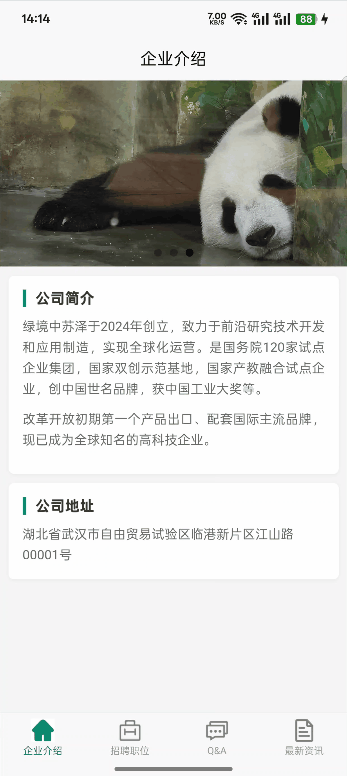 14:14
7.00 KB/S 4G 4G 88
企业介绍
公司简介
绿境中苏泽于2024年创立，致力于前沿研究技术开发
和应用制造，实现全球化运营。是国务院120家试点
企业集团，国家双创示范基地，国家产教融合试点企
业，创中国世名品牌，获中国工业大奖等。
改革开放初期第一个产品出口、配套国际主流品牌，
现已成为全球知名的高科技企业。
公司地址
湖北省武汉市自由贸易试验区临港新片区江山路
00001号
企业介绍
招聘职位
Q&A
最新资讯